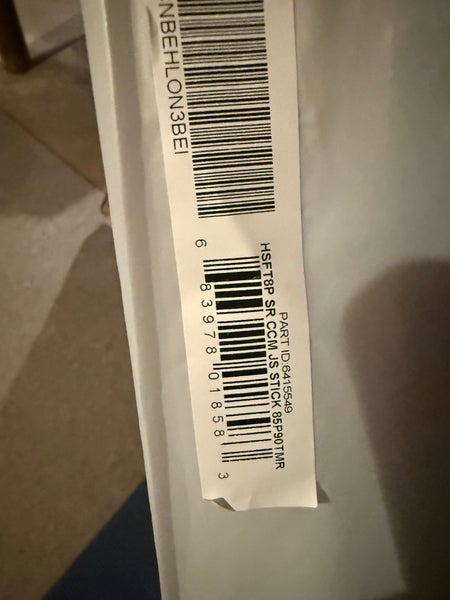 NBEHLON3BEI
HSFT8P SR CCM JS STICK 85P90TMR
PART ID:6415549
6 83978 01858 3